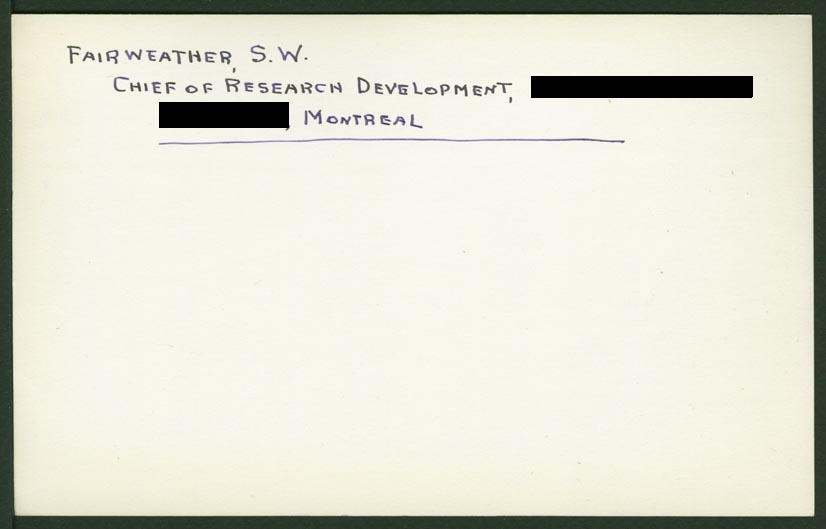 FAIRWEATHER, S.W.
CHIEF OF RESEARCH DEVELOPMENT,
, MONTREAL